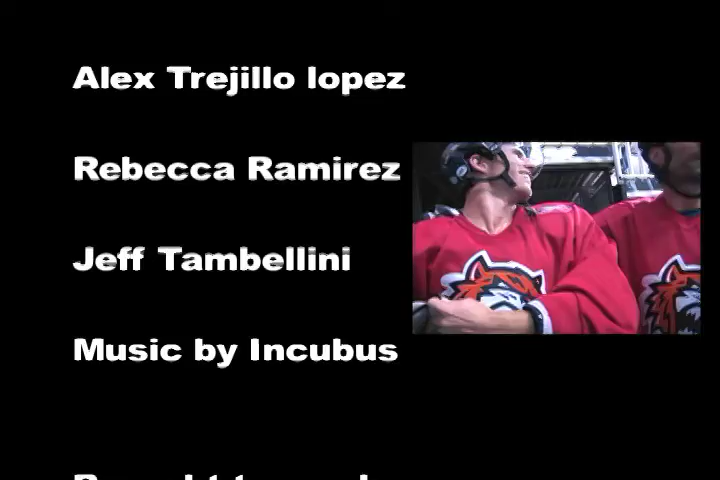 Alex Trejillo lopez
Rebecca Ramirez
Jeff Tambellini
Music by Incubus